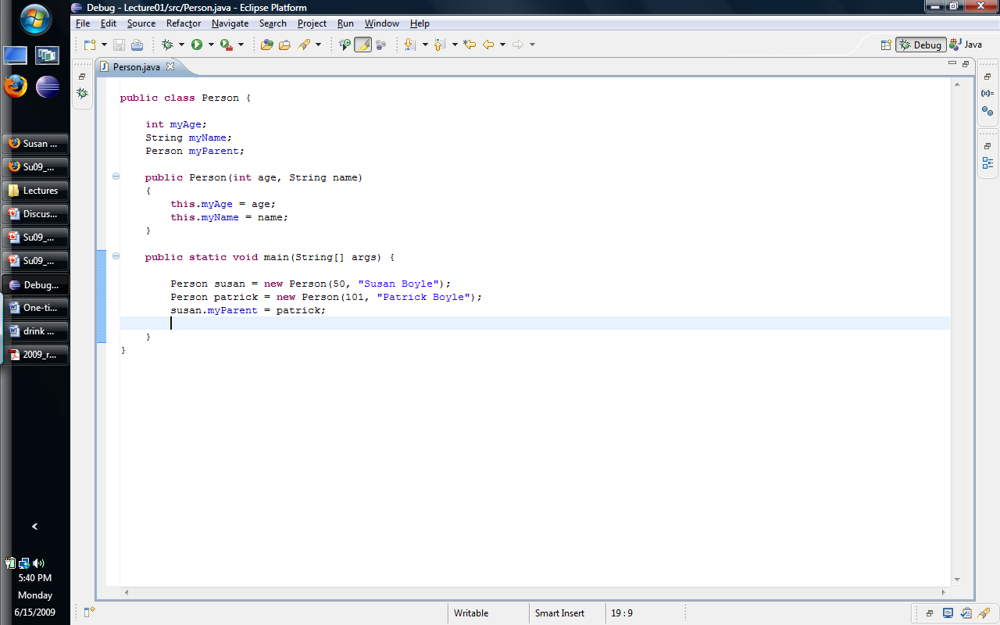 Debug - Lecture01/src/Person.java - Eclipse Platform
File Edit Source Refactor Navigate Search Project Run Window Help
Debug Java
Person.java
public class Person {
int myAge;
String myName;
Person myParent;
public Person(int age, String name)
{
this.myAge = age;
this.myName = name;
}
public static void main(String[] args) {
Person susan = new Person(50, "Susan Boyle");
Person patrick = new Person(101, "Patrick Boyle");
susan.myParent = patrick;
}
}
(x)=
Susan ...
Su09_...
Lectures
Discus...
Su09_...
Su09_...
Debug...
One-ti...
drink ...
2009_r...
5:40 PM
Monday
6/15/2009
Writable Smart Insert 19 : 9